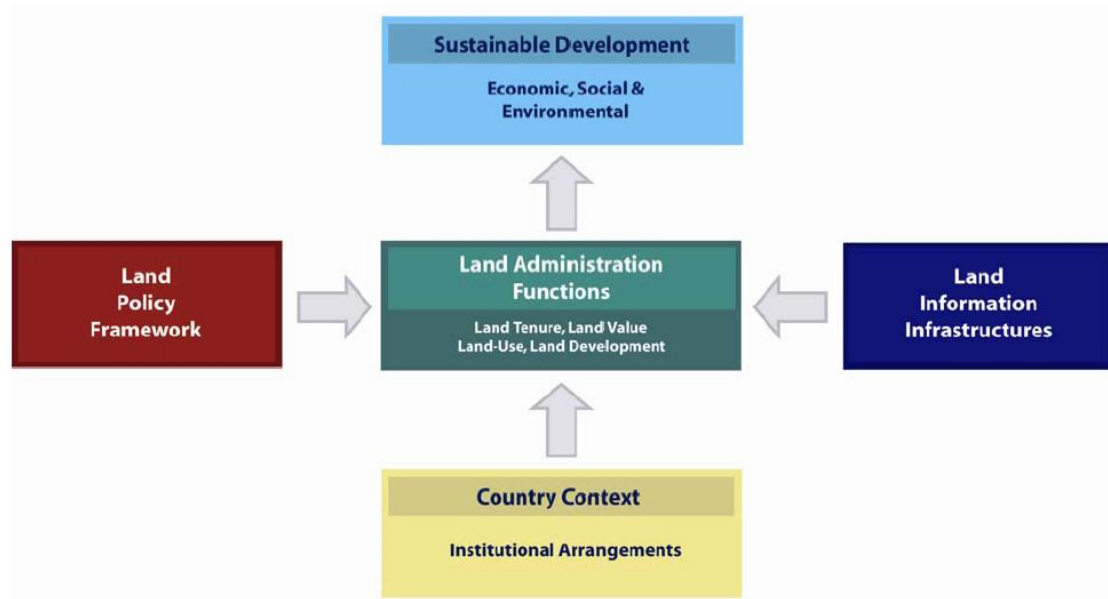 Sustainable Development
Economic, Social &
Environmental
Land
Policy
Framework
Land Administration
Functions
Land Tenure, Land Value
Land-Use, Land Development
Land
Information
Infrastructures
Country Context
Institutional Arrangements